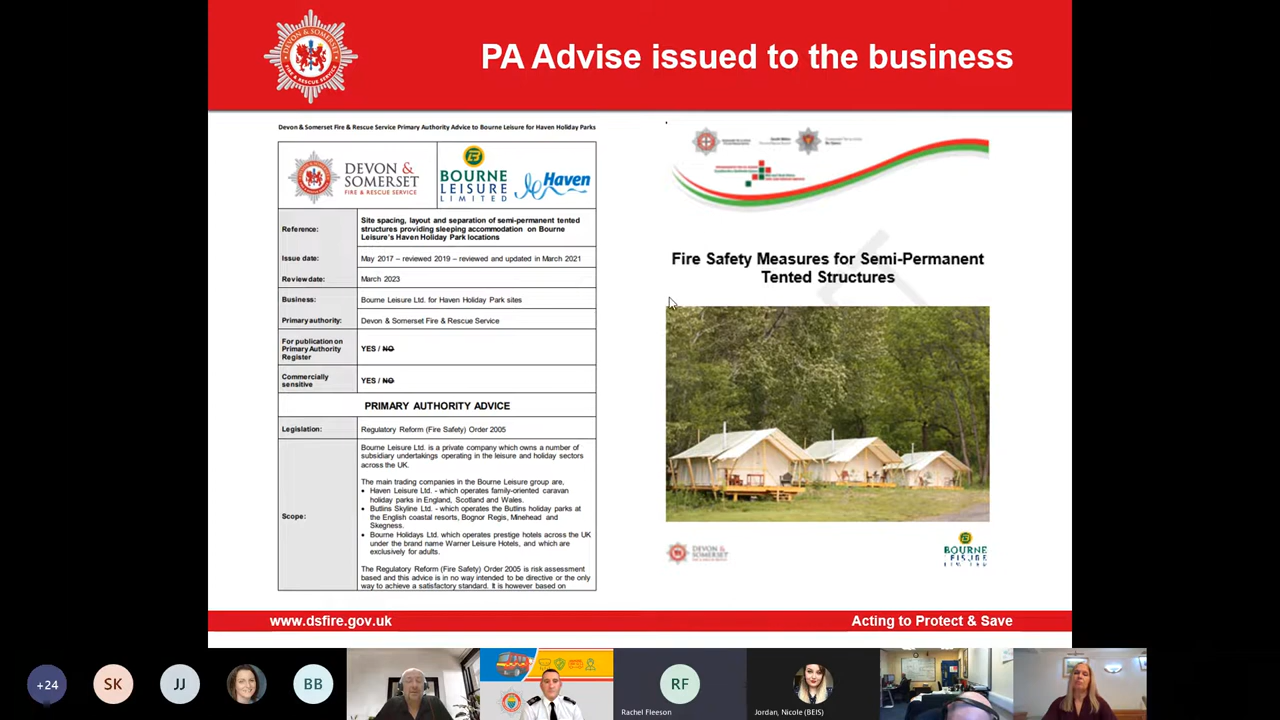 PA Advise issued to the business
DEVON & SOMERSET
FIRE & RESCUE SERVICE
Devon & Somerset Fire & Rescue Service Primary Authority Advice to Bourne Leisure for Haven Holiday Parks
DEVON &
SOMERSET
FIRE & RESCUE SERVICE
BOURNE
LEISURE
LIMITED
Haven
Reference:
Site spacing, layout and separation of semi-permanent tented
structures providing sleeping accommodation on Bourne
Leisure's Haven Holiday Park locations
Issue date:
May 2017 – reviewed 2019 – reviewed and updated in March 2021
Review date:
March 2023
Business:
Bourne Leisure Ltd. for Haven Holiday Park sites
Primary authority:
Devon & Somerset Fire & Rescue Service
For publication on
Primary Authority
Register
YES / NO
Commercially
sensitive
YES / NO
PRIMARY AUTHORITY ADVICE
Legislation:
Regulatory Reform (Fire Safety) Order 2005
Scope:
Bourne Leisure Ltd. is a private company which owns a number of
subsidiary undertakings operating in the leisure and holiday sectors
across the UK.
The main trading companies in the Bourne Leisure group are,
• Haven Leisure Ltd. - which operates family-oriented caravan
holiday parks in England, Scotland and Wales.
• Butlins Skyline Ltd. - which operates the Butlins holiday parks at
the English coastal resorts, Bognor Regis, Minehead and
Skegness.
• Bourne Holidays Ltd. which operates prestige hotels across the UK
under the brand name Warner Leisure Hotels, and which are
exclusively for adults.
The Regulatory Reform (Fire Safety) Order 2005 is risk assessment
based and this advice is in no way intended to be directive or the only
way to achieve a satisfactory standard. It is however based on
Fire Safety Measures for Semi-Permanent
Tented Structures
DEVON &
SOMERSET
BOURNE
LEISURE
LIMITED
www.dsfire.gov.uk
Acting to Protect & Save
+24
SK
JJ
BB
RF
Rachel Fleeson
Jordan, Nicole (BEIS)